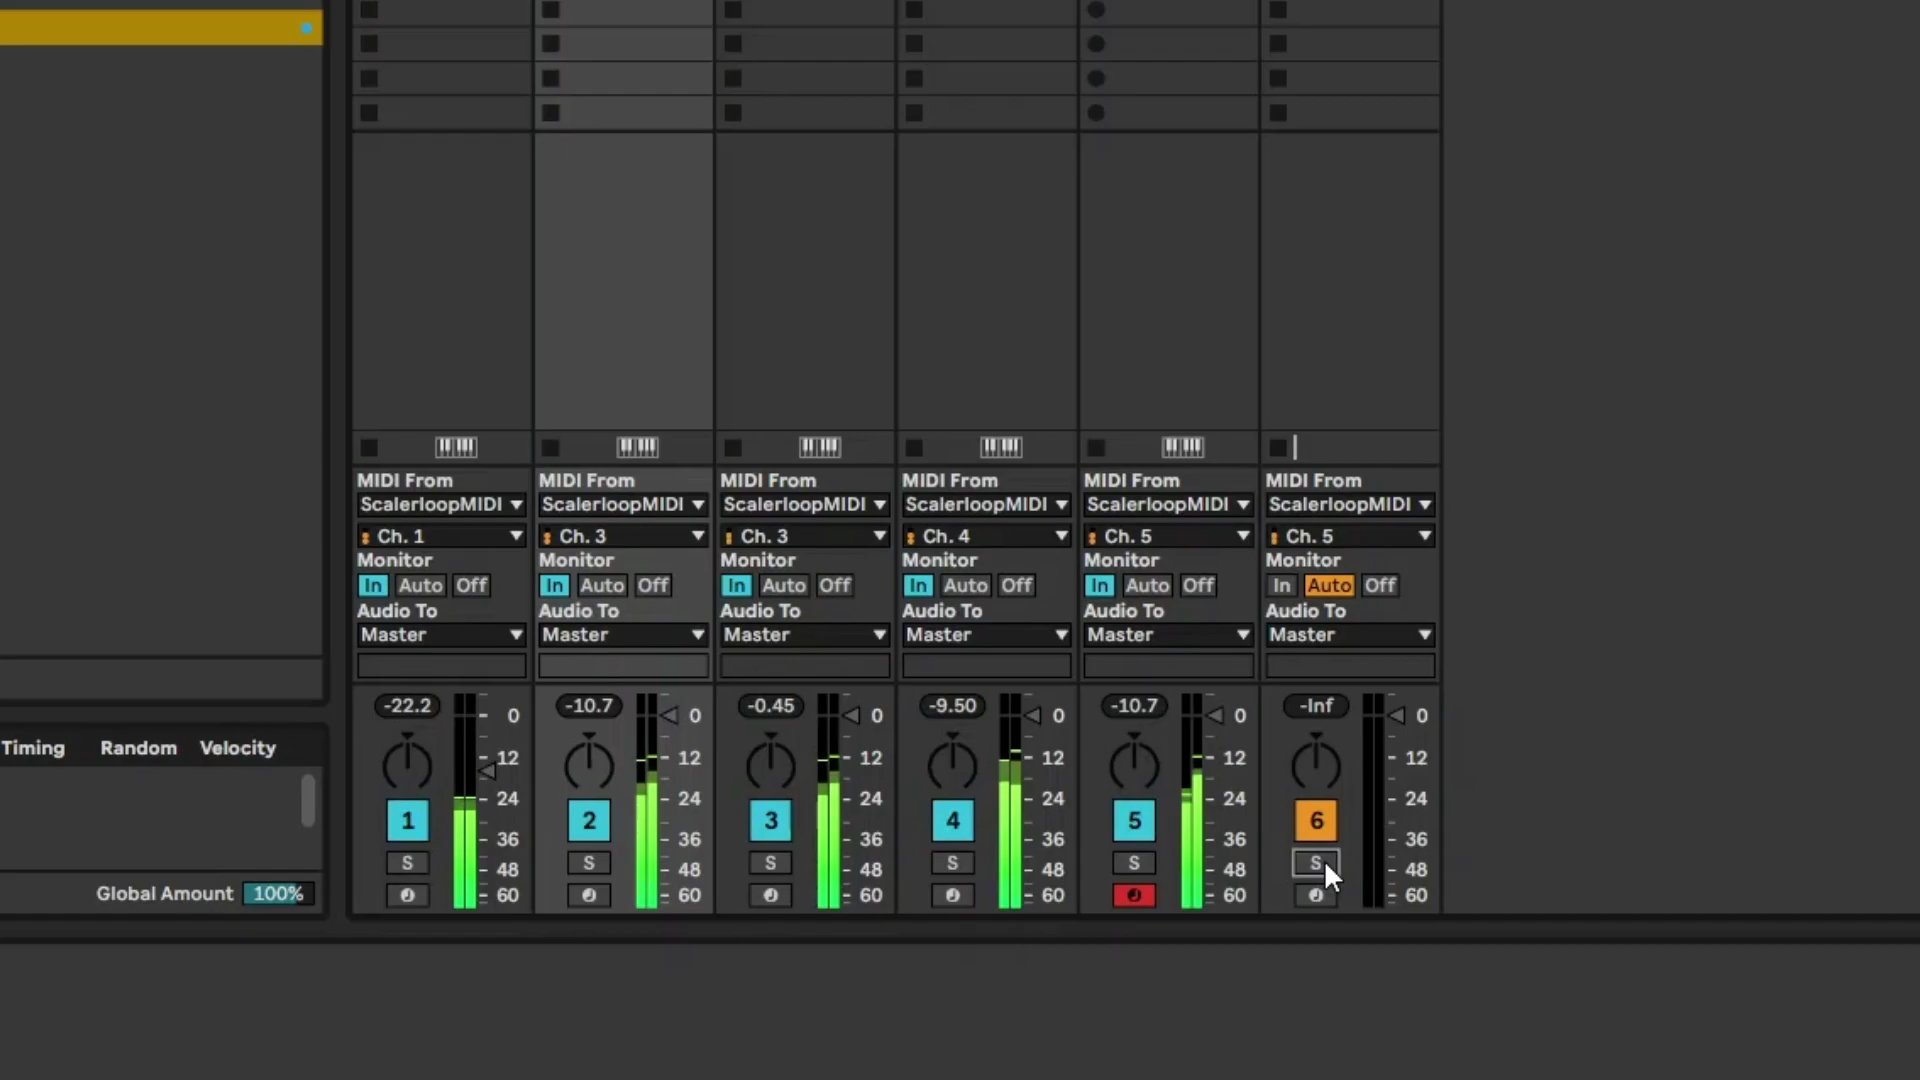 MIDI From MIDI From MIDI From MIDI From MIDI From MIDI From
ScalerloopMIDI ScalerloopMIDI ScalerloopMIDI ScalerloopMIDI ScalerloopMIDI ScalerloopMIDI
Ch. 1 Ch. 3 Ch. 3 Ch. 4 Ch. 5 Ch. 5
Monitor Monitor Monitor Monitor Monitor Monitor
In Auto Off In Auto Off In Auto Off In Auto Off In Auto Off In Auto Off
Audio To Audio To Audio To Audio To Audio To Audio To
Master Master Master Master Master Master
-22.2 0 -10.7 0 -0.45 0 -9.50 0 -10.7 0 -Inf 0
Timing Random Velocity
12 12 12 12 12 12
24 24 24 24 24 24
1 2 3 4 5 6
36 36 36 36 36 36
S 48 S 48 S 48 S 48 S 48 S 48
Global Amount 100%
60 60 60 60 60 60